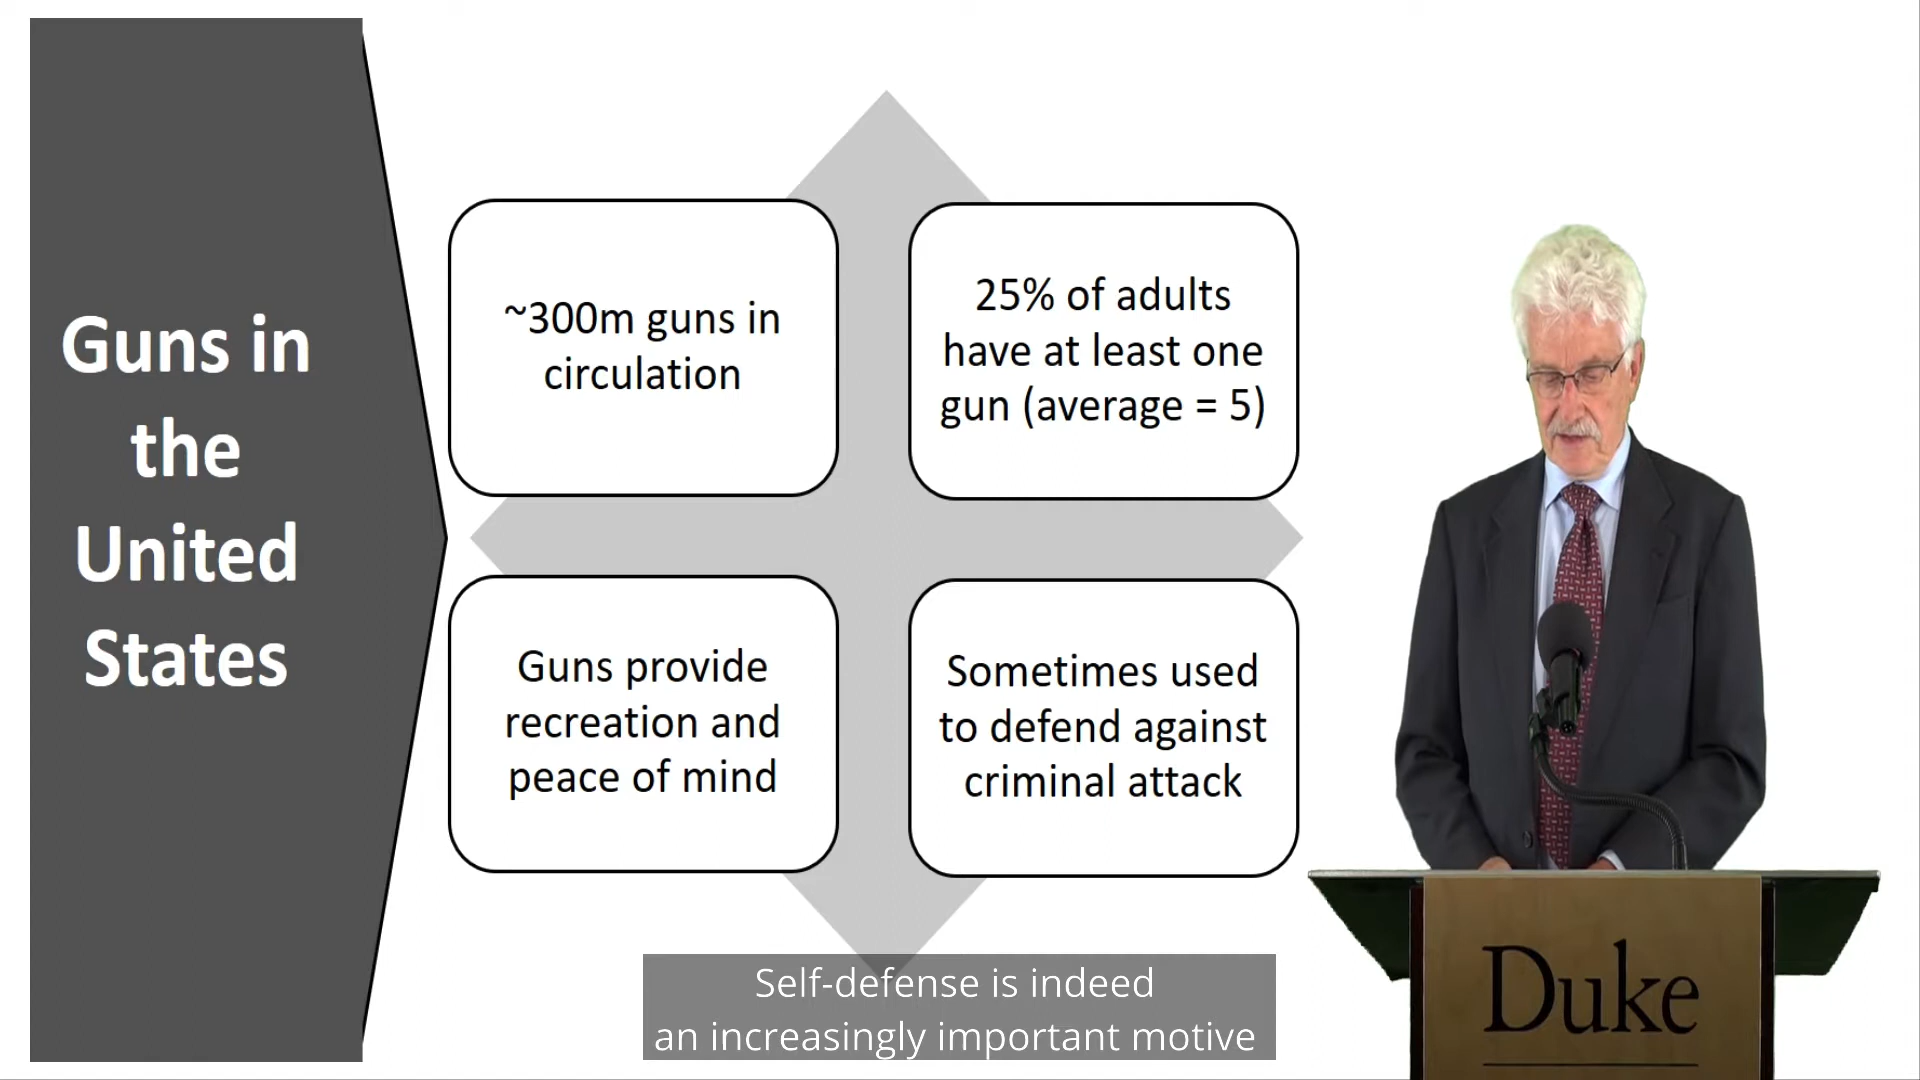 Guns in
the
United
States
~300m guns in
circulation
25% of adults
have at least one
gun (average = 5)
Guns provide
recreation and
peace of mind
Sometimes used
to defend against
criminal attack
Self-defense is indeed
an increasingly important motive
Duke